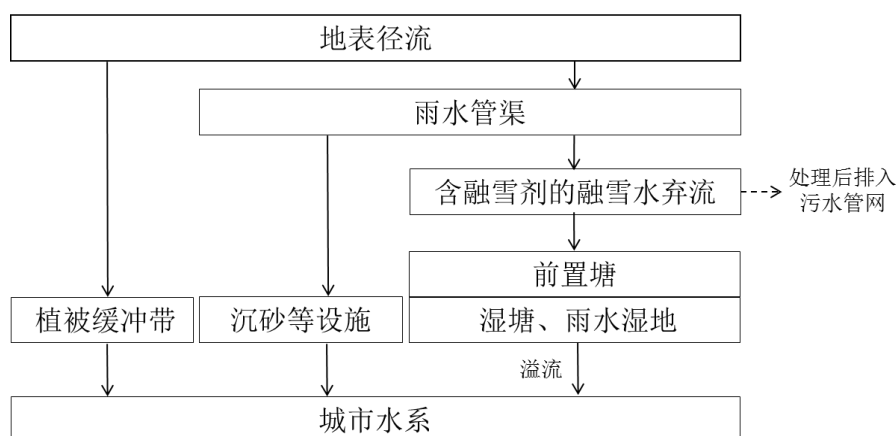 地表径流
雨水管渠
含融雪剂的融雪水弃流
处理后排入
污水管网
前置塘
植被缓冲带
沉砂等设施
湿塘、雨水湿地
溢流
城市水系